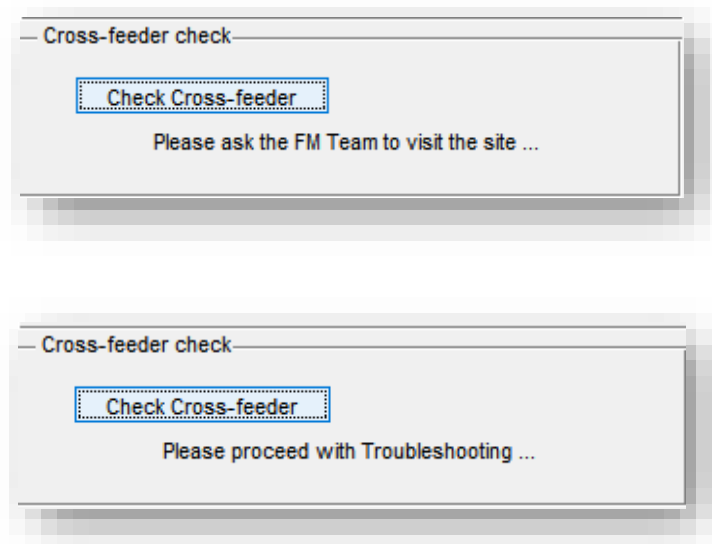 Cross-feeder check
Check Cross-feeder
Please ask the FM Team to visit the site ...
Cross-feeder check
Check Cross-feeder
Please proceed with Troubleshooting ...